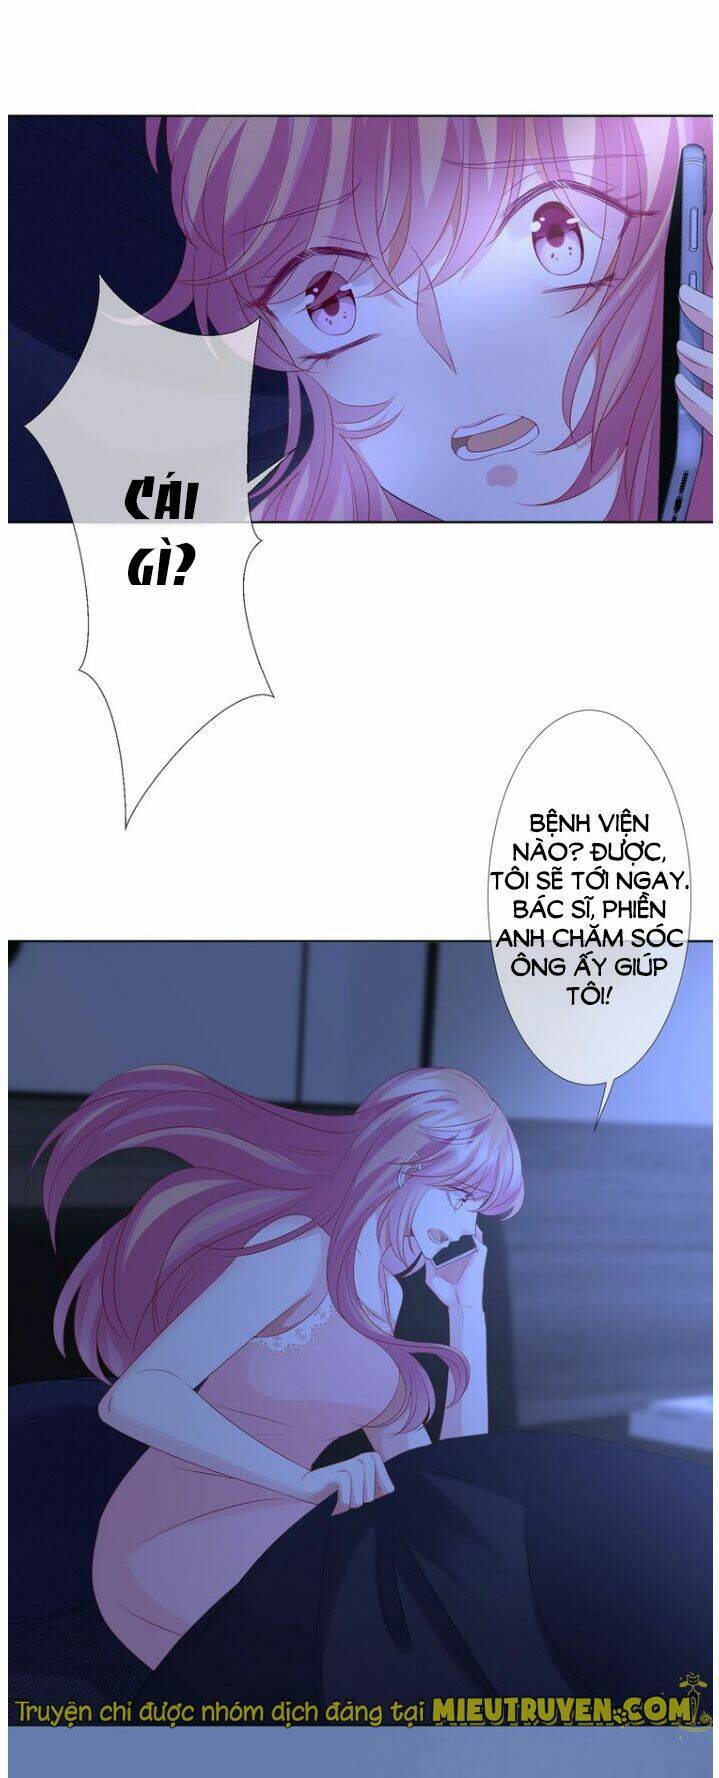 CÁI
GÌ?
BỆNH VIỆN
NÀO? ĐƯỢC,
TÔI SẼ TỚI NGAY.
BÁC SĨ, PHIỀN
ANH CHĂM SÓC
ÔNG ẤY GIÚP
TÔI!
Truyện chỉ được nhóm dịch đăng tại MIEUTRUYEN.COM